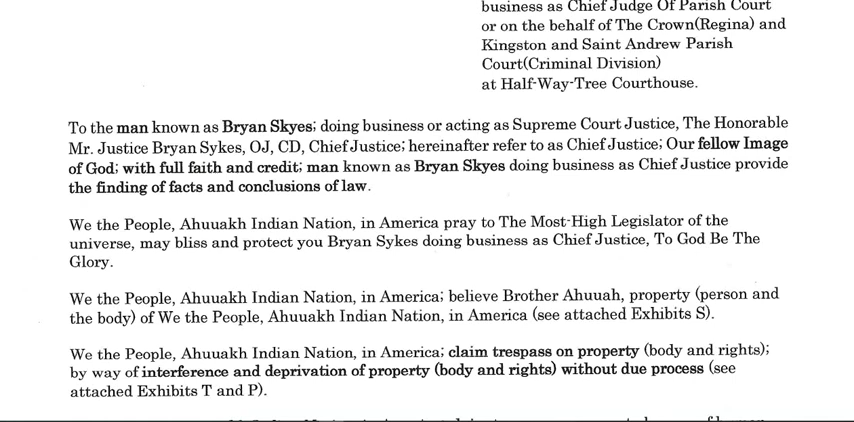 business as Chief Judge Of Parish Court
or on the behalf of The Crown(Regina) and
Kingston and Saint Andrew Parish
Court(Criminal Division)
at Half-Way-Tree Courthouse.
To the man known as Bryan Skyes; doing business or acting as Supreme Court Justice, The Honorable
Mr. Justice Bryan Sykes, OJ, CD, Chief Justice; hereinafter refer to as Chief Justice; Our fellow Image
of God; with full faith and credit; man known as Bryan Skyes doing business as Chief Justice provide
the finding of facts and conclusions of law.
We the People, Ahuuakh Indian Nation, in America pray to The Most-High Legislator of the
universe, may bliss and protect you Bryan Sykes doing business as Chief Justice, To God Be The
Glory.
We the People, Ahuuakh Indian Nation, in America; believe Brother Ahuuah, property (person and
the body) of We the People, Ahuuakh Indian Nation, in America (see attached Exhibits S).
We the People, Ahuuakh Indian Nation, in America; claim trespass on property (body and rights);
by way of interference and deprivation of property (body and rights) without due process (see
attached Exhibits T and P).